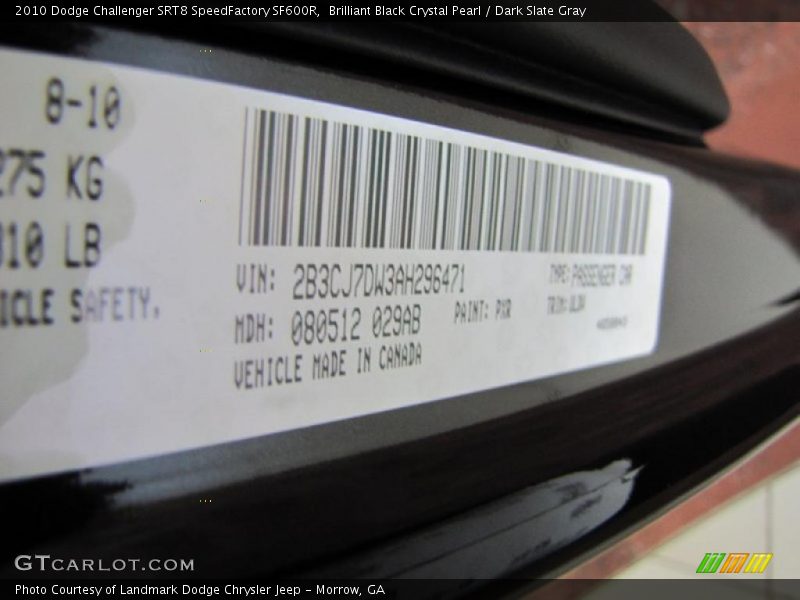 2010 Dodge Challenger SRT8 SpeedFactory SF600R, Brilliant Black Crystal Pearl / Dark Slate Gray
8-10
275 KG
310 LB
ICLE SAFETY.
VIN: 2B3CJ7DW3AH296471
TYPE: PASSENGER CAR
MDH: 080512 029AB
PAINT: PXR
TRIM:
VEHICLE MADE IN CANADA
GTCARLOT.COM
Photo Courtesy of Landmark Dodge Chrysler Jeep – Morrow, GA